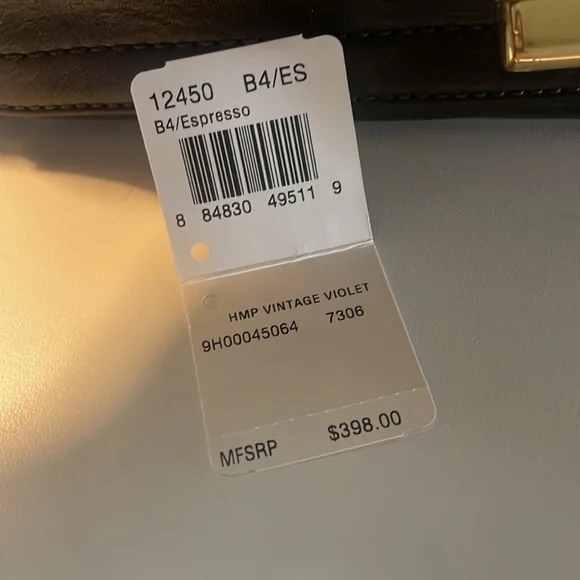 12450 B4/ES
B4/Espresso
8 84830 49511 9
HMP VINTAGE VIOLET
9H00045064 7306
MFSRP $398.00